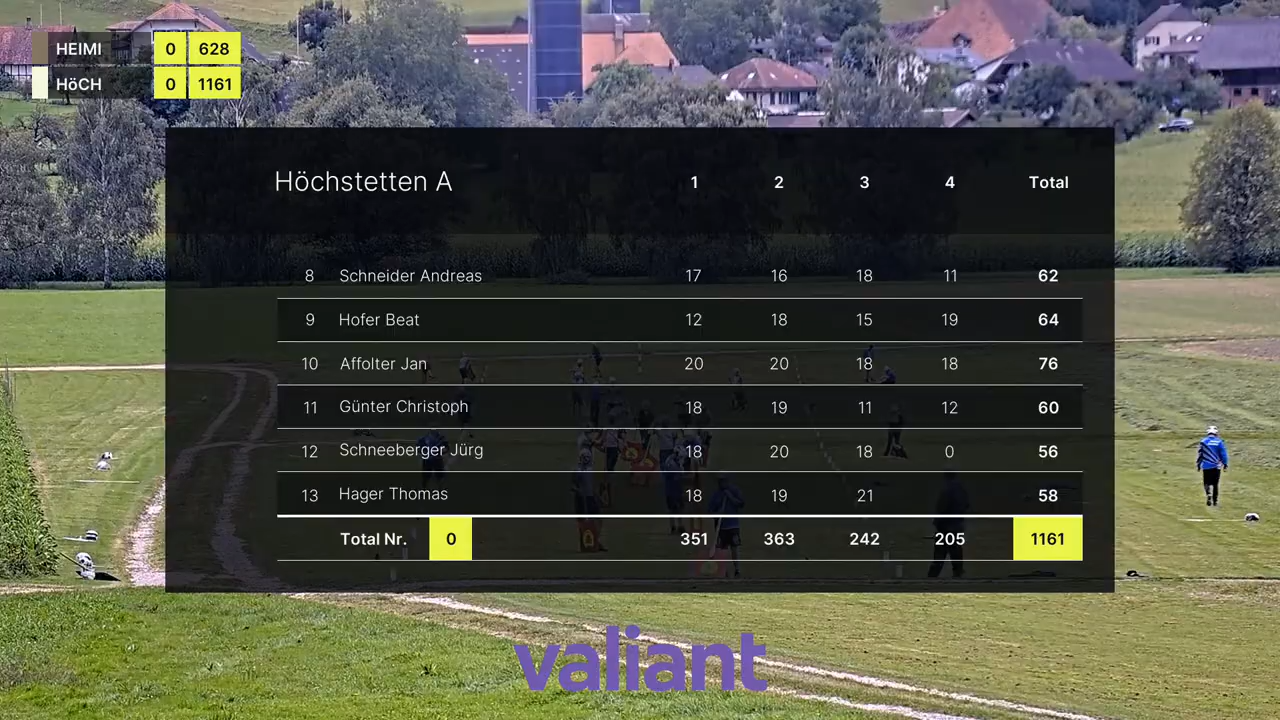 HEIMI 0 628
HöCH 0 1161
Höchstetten A 1 2 3 4 Total
8 Schneider Andreas 17 16 18 11 62
9 Hofer Beat 12 18 15 19 64
10 Affolter Jan 20 20 18 18 76
11 Günter Christoph 18 19 11 12 60
12 Schneeberger Jürg 18 20 18 0 56
13 Hager Thomas 18 19 21 58
Total Nr. 0 351 363 242 205 1161
valiant